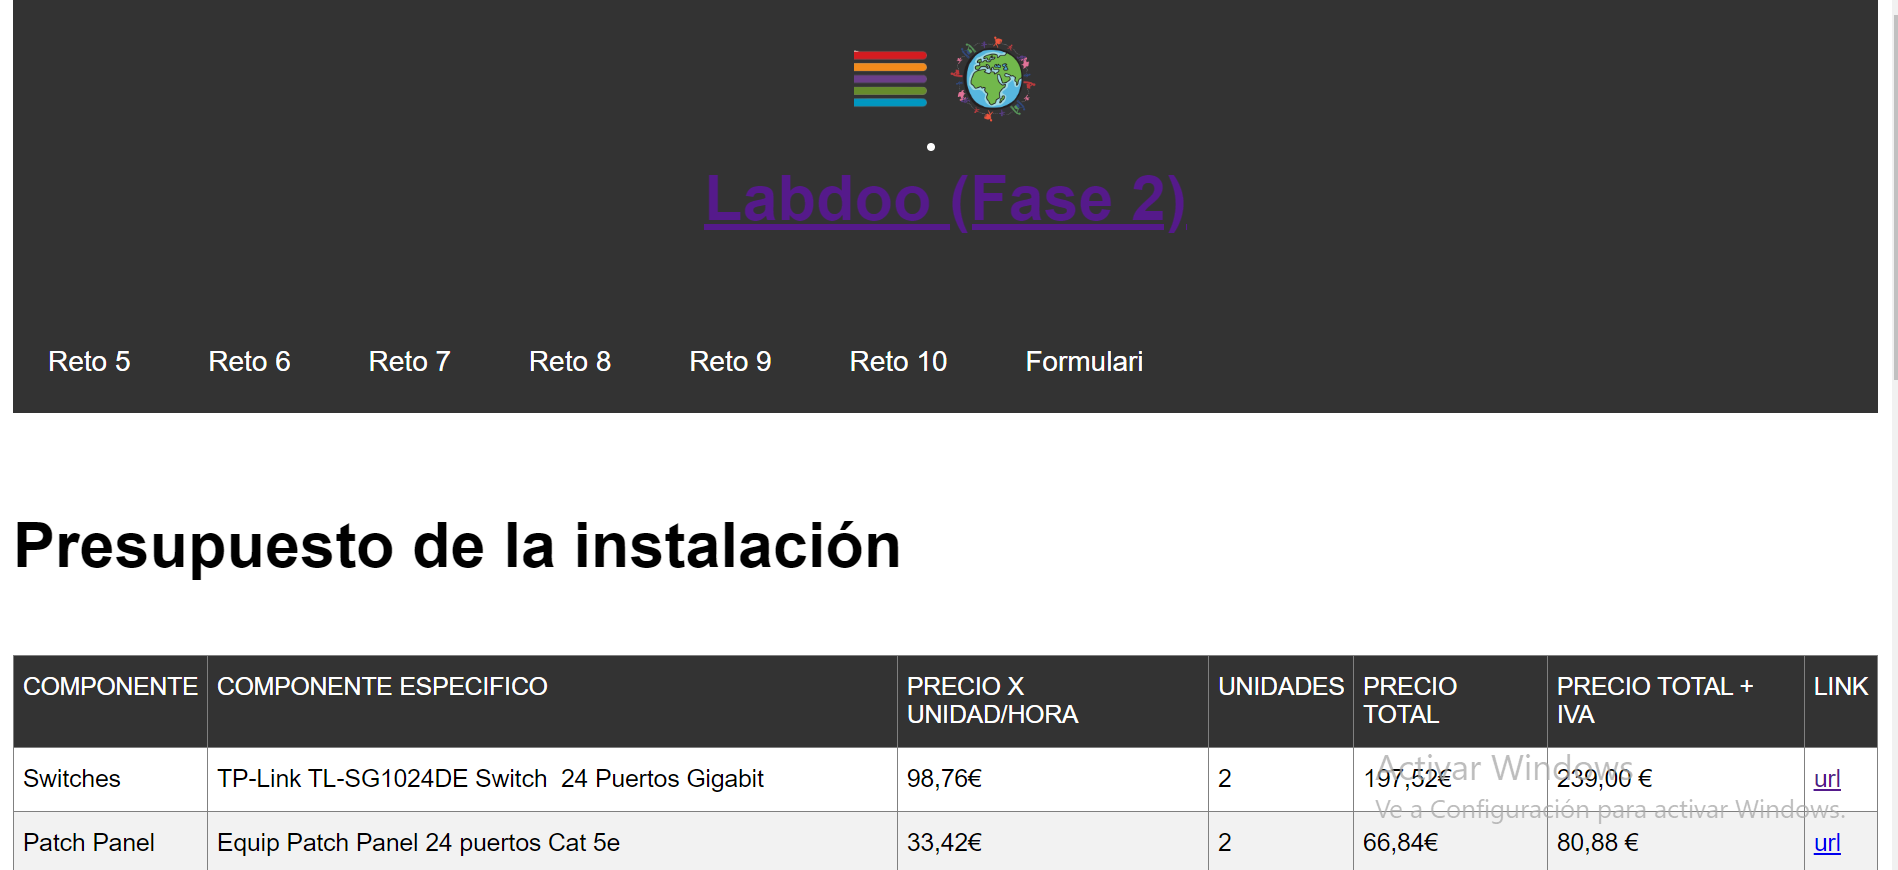 Labdoo (Fase 2)
Reto 5 Reto 6 Reto 7 Reto 8 Reto 9 Reto 10 Formulari
Presupuesto de la instalación
COMPONENTE COMPONENTE ESPECIFICO PRECIO X UNIDAD/HORA UNIDADES PRECIO TOTAL PRECIO TOTAL + IVA LINK
Switches TP-Link TL-SG1024DE Switch 24 Puertos Gigabit 98,76€ 2 197,52€ 239,00 € url
Activar Windows
Ve a Configuración para activar Windows.
Patch Panel Equip Patch Panel 24 puertos Cat 5e 33,42€ 2 66,84€ 80,88 € url